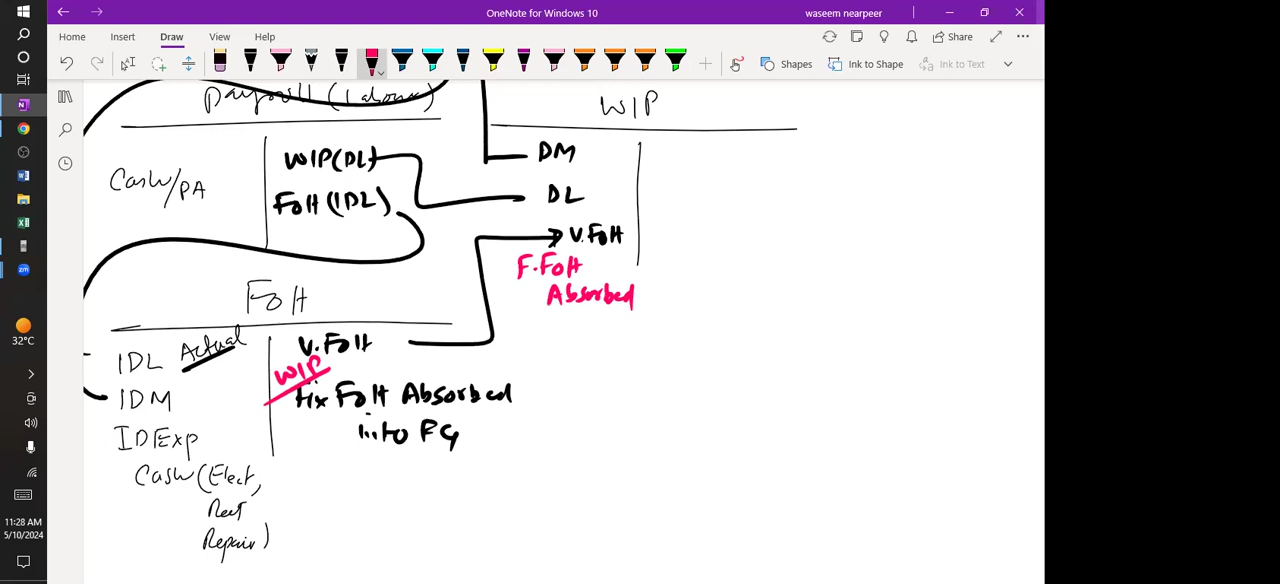 OneNote for Windows 10
waseem nearpeer
Home Insert Draw View Help
Share
Shapes
Ink to Shape
Ink to Text
Payroll (Labour)
WIP
Cash/PA
WIP(DL)
FOH (IDL)
DM
DL
V.FOH
F.FOH
Absorbed
FOH
IDL Actual
IDM
IDExp
Cash (Elect,
Rent
Repair)
V.FOH
WIP
Fix FOH Absorbed
into FG
32°C
11:28 AM
5/10/2024